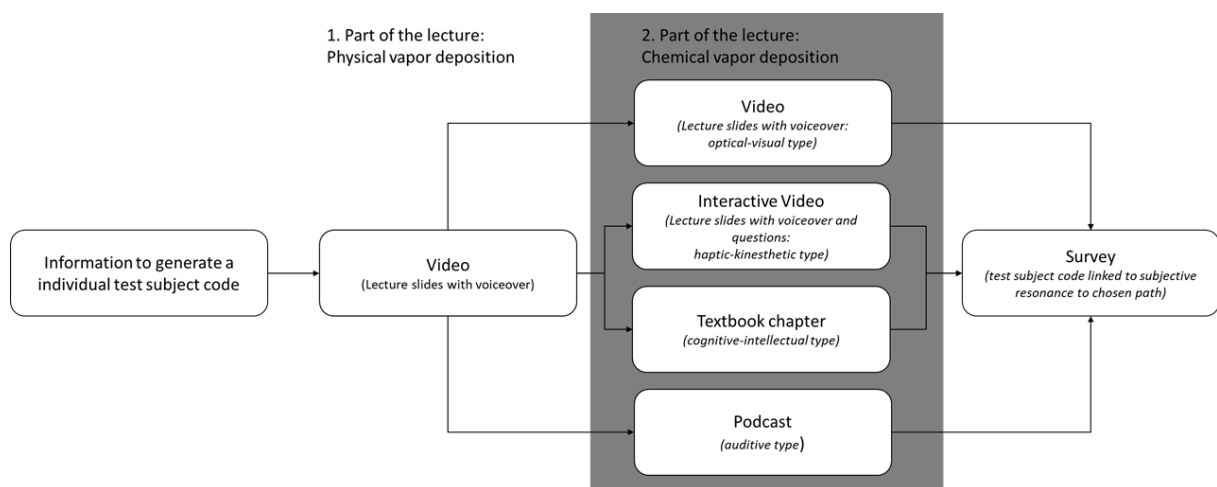 1. Part of the lecture:
Physical vapor deposition
2. Part of the lecture:
Chemical vapor deposition
Information to generate a
individual test subject code
Video
(Lecture slides with voiceover)
Video
(Lecture slides with voiceover:
optical-visual type)
Interactive Video
(Lecture slides with voiceover and
questions:
haptic-kinesthetic type)
Textbook chapter
(cognitive-intellectual type)
Podcast
(auditive type)
Survey
(test subject code linked to subjective
resonance to chosen path)